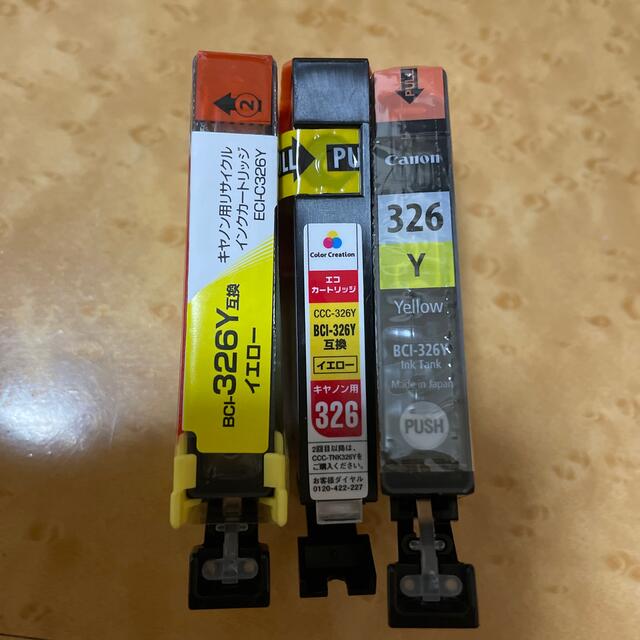 ②
キヤノン用リサイクル
インクカートリッジ
ECI-C326Y
BCI-326Y互換
イエロー
PU
Color Creation
エコ
カートリッジ
CCC-326Y
BCI-326Y
互換
イエロー
キヤノン用
326
2回目以降は、
CCC-TNK326Yを
ご購入ください。
お客様ダイヤル
0120-422-227
PULL
Canon
326
Y
Yellow
BCI-326Y
Ink Tank
Made in Japan
PUSH